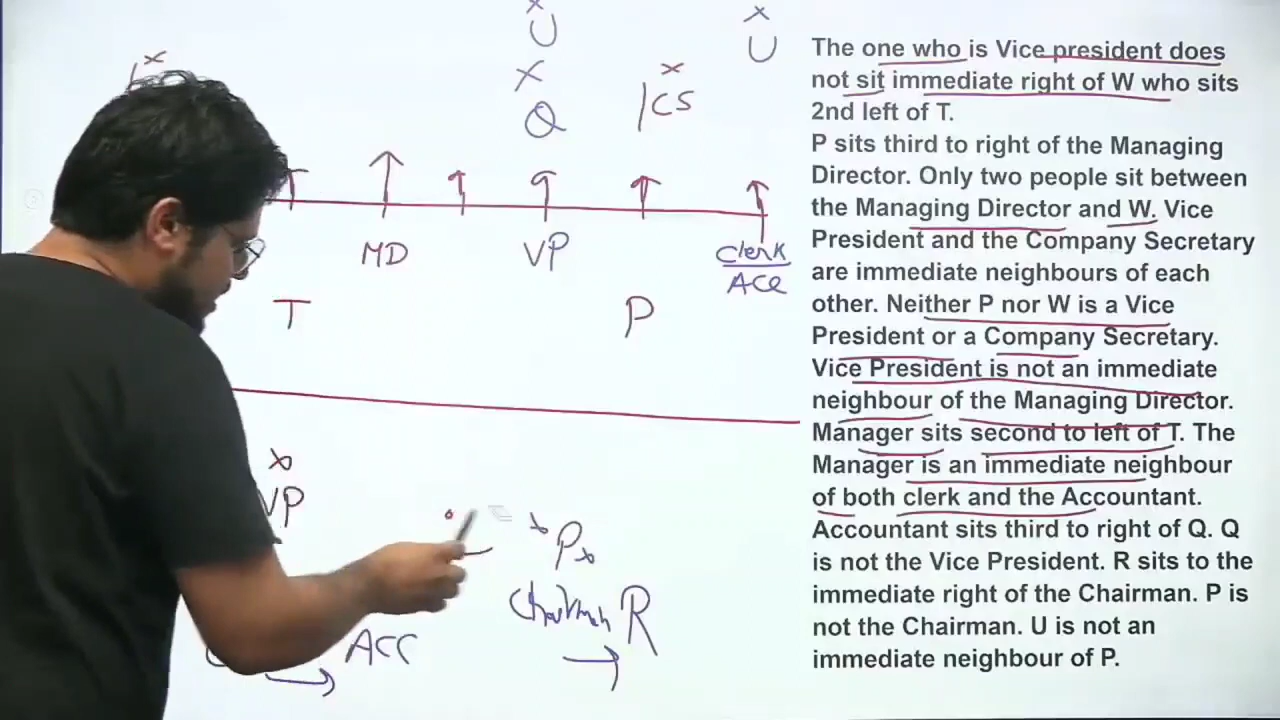 x
U
x
U
x
x
x
Q
CS
The one who is Vice president does
not sit immediate right of W who sits
2nd left of T.
P sits third to right of the Managing
Director. Only two people sit between
the Managing Director and W. Vice
President and the Company Secretary
are immediate neighbours of each
other. Neither P nor W is a Vice
President or a Company Secretary.
Vice President is not an immediate
neighbour of the Managing Director.
Manager sits second to left of T. The
Manager is an immediate neighbour
of both clerk and the Accountant.
Accountant sits third to right of Q. Q
is not the Vice President. R sits to the
immediate right of the Chairman. P is
not the Chairman. U is not an
immediate neighbour of P.
MD
VP
Clerk
ACC
T
P
x
VP
x P x
Chairman R
ACC